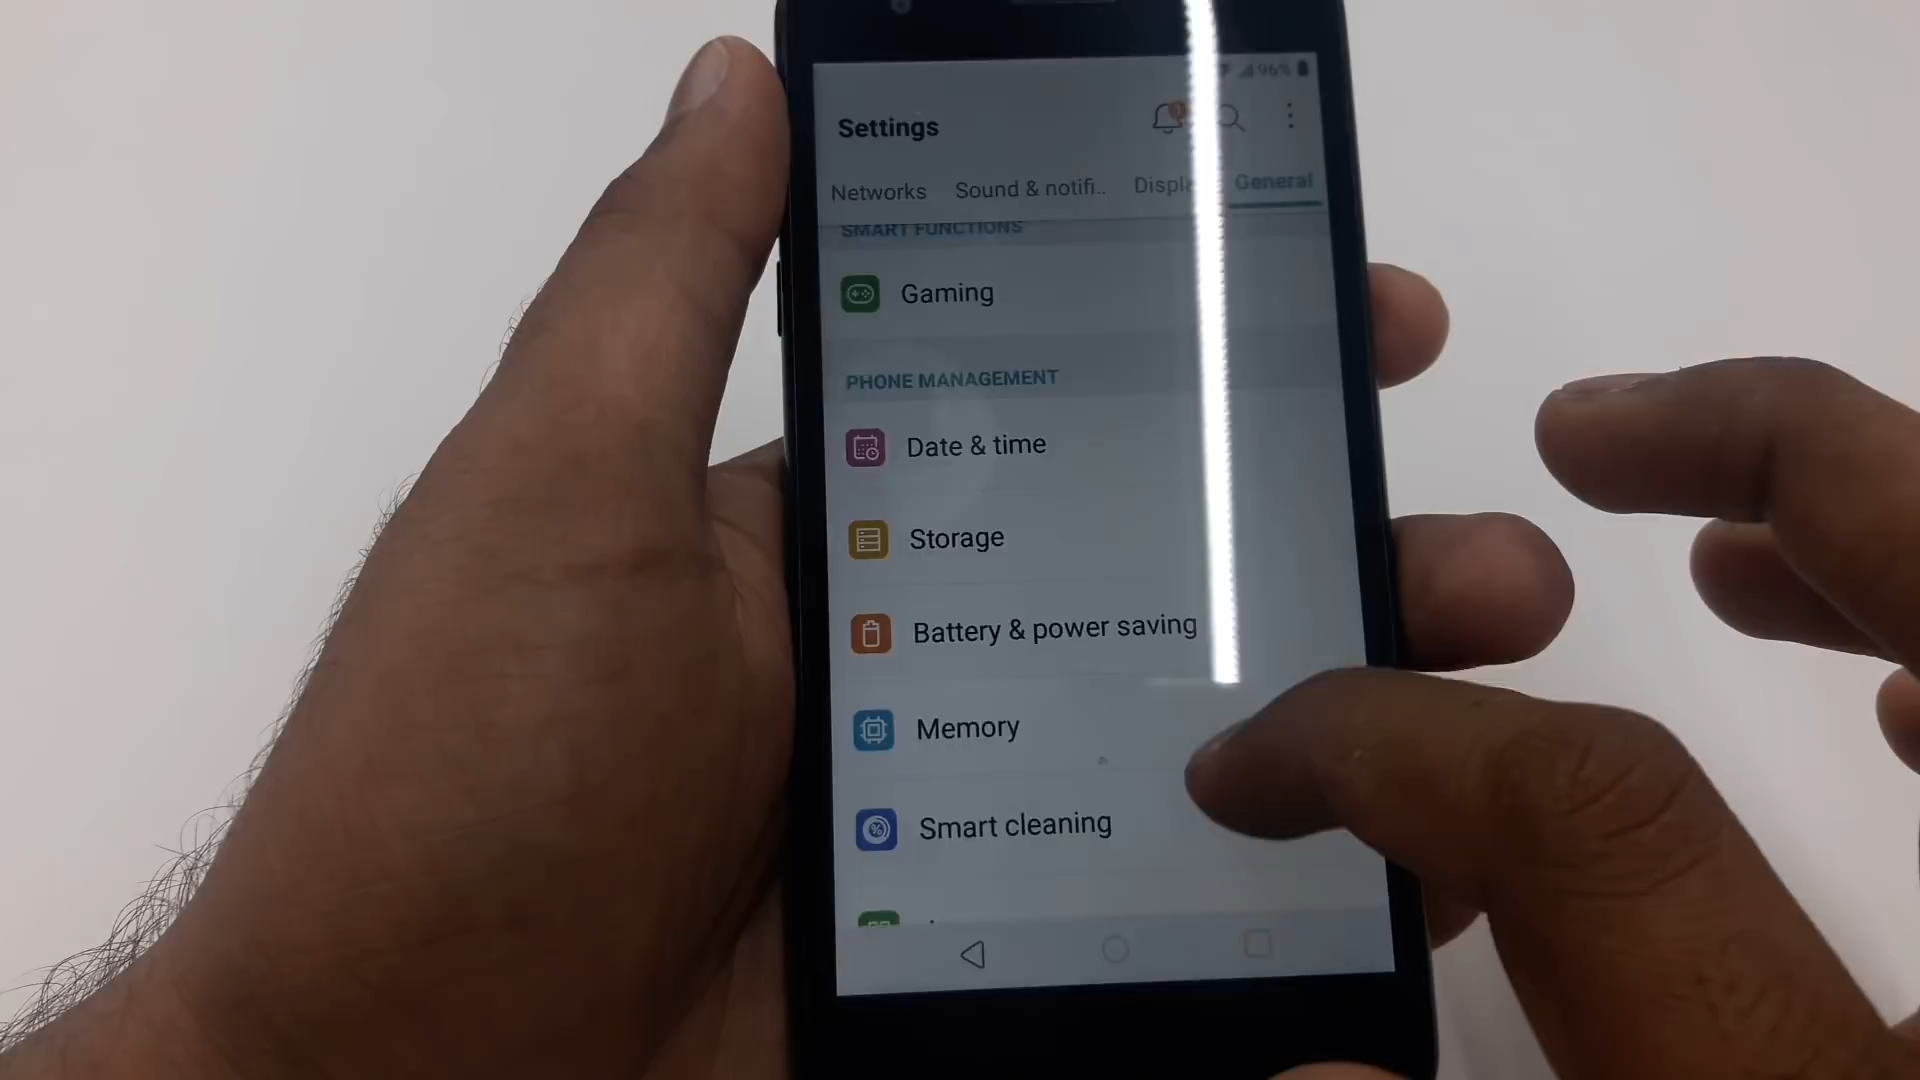 96%
Settings
Networks Sound & notifi.. Displa General
SMART FUNCTIONS
Gaming
PHONE MANAGEMENT
Date & time
Storage
Battery & power saving
Memory
Smart cleaning